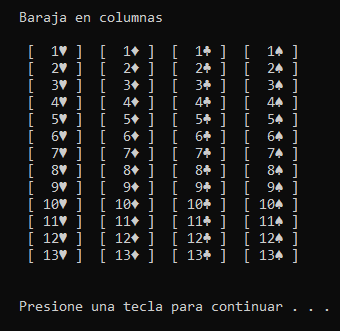 Baraja en columnas
[  1♥ ] [  1♦ ] [  1♣ ] [  1♠ ]
[  2♥ ] [  2♦ ] [  2♣ ] [  2♠ ]
[  3♥ ] [  3♦ ] [  3♣ ] [  3♠ ]
[  4♥ ] [  4♦ ] [  4♣ ] [  4♠ ]
[  5♥ ] [  5♦ ] [  5♣ ] [  5♠ ]
[  6♥ ] [  6♦ ] [  6♣ ] [  6♠ ]
[  7♥ ] [  7♦ ] [  7♣ ] [  7♠ ]
[  8♥ ] [  8♦ ] [  8♣ ] [  8♠ ]
[  9♥ ] [  9♦ ] [  9♣ ] [  9♠ ]
[ 10♥ ] [ 10♦ ] [ 10♣ ] [ 10♠ ]
[ 11♥ ] [ 11♦ ] [ 11♣ ] [ 11♠ ]
[ 12♥ ] [ 12♦ ] [ 12♣ ] [ 12♠ ]
[ 13♥ ] [ 13♦ ] [ 13♣ ] [ 13♠ ]
Presione una tecla para continuar . . .